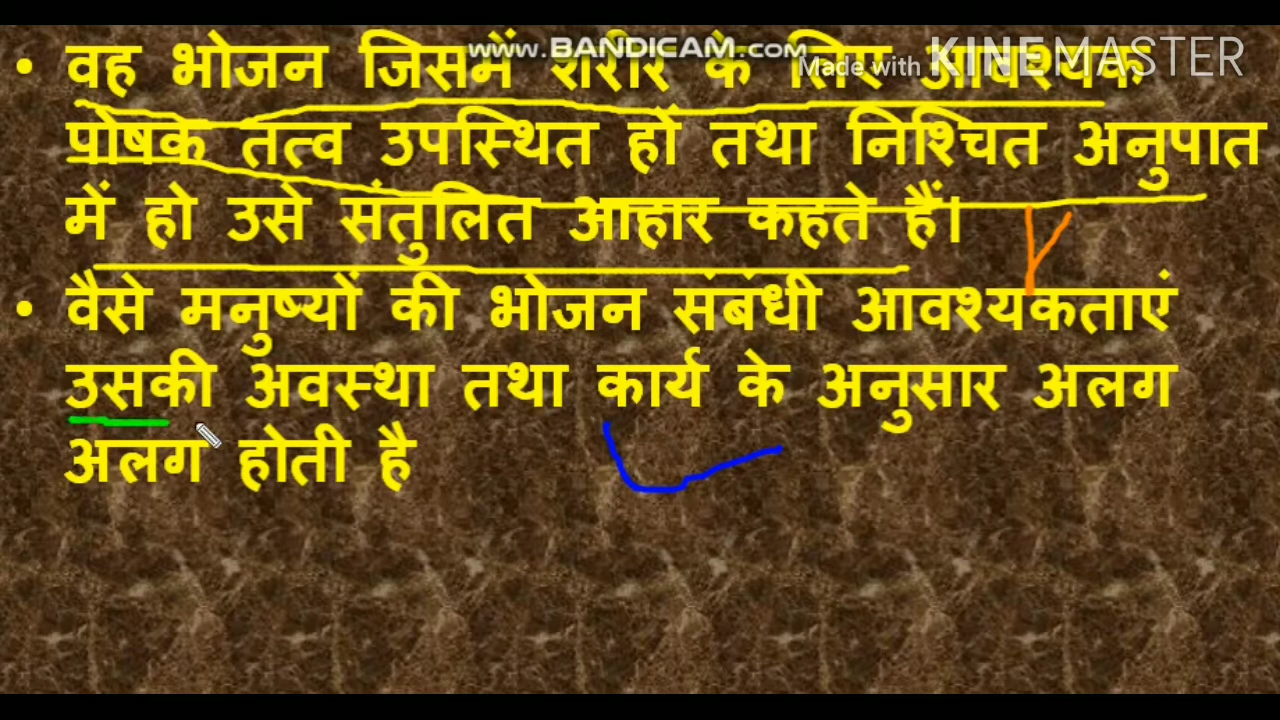 www.BANDICAM.com
Made with KINEMASTER
• वह भोजन जिसमें शरीर के लिए आवश्यक
पोषक तत्व उपस्थित हों तथा निश्चित अनुपात
में हो उसे संतुलित आहार कहते हैं।
• वैसे मनुष्यों की भोजन संबंधी आवश्यकताएं
उसकी अवस्था तथा कार्य के अनुसार अलग
अलग होती है